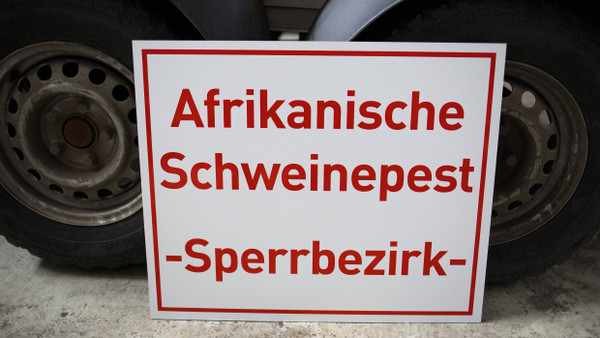 Afrikanische
Schweinepest
-Sperrbezirk-